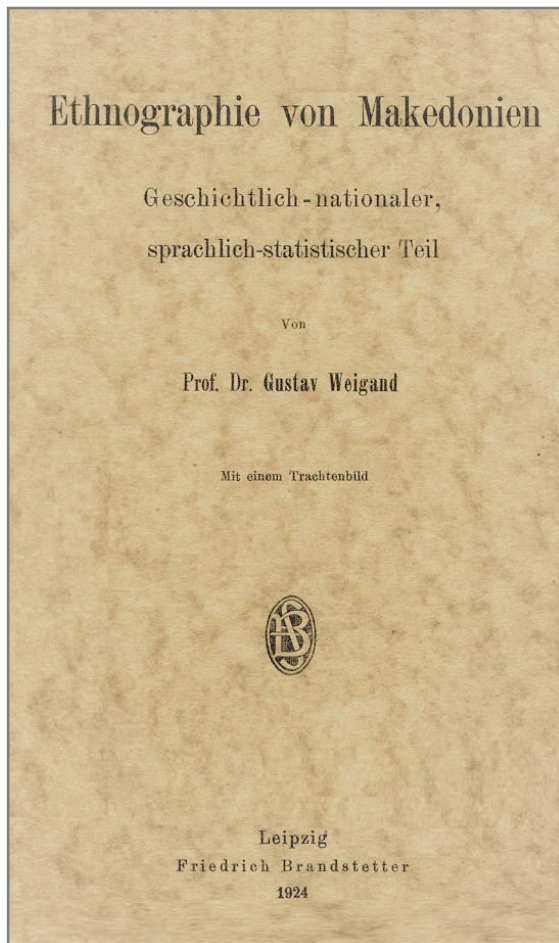 Ethnographie von Makedonien
Geschichtlich-nationaler,
sprachlich-statistischer Teil
Von
Prof. Dr. Gustav Weigand
Mit einem Trachtenbild
Leipzig
Friedrich Brandstetter
1924